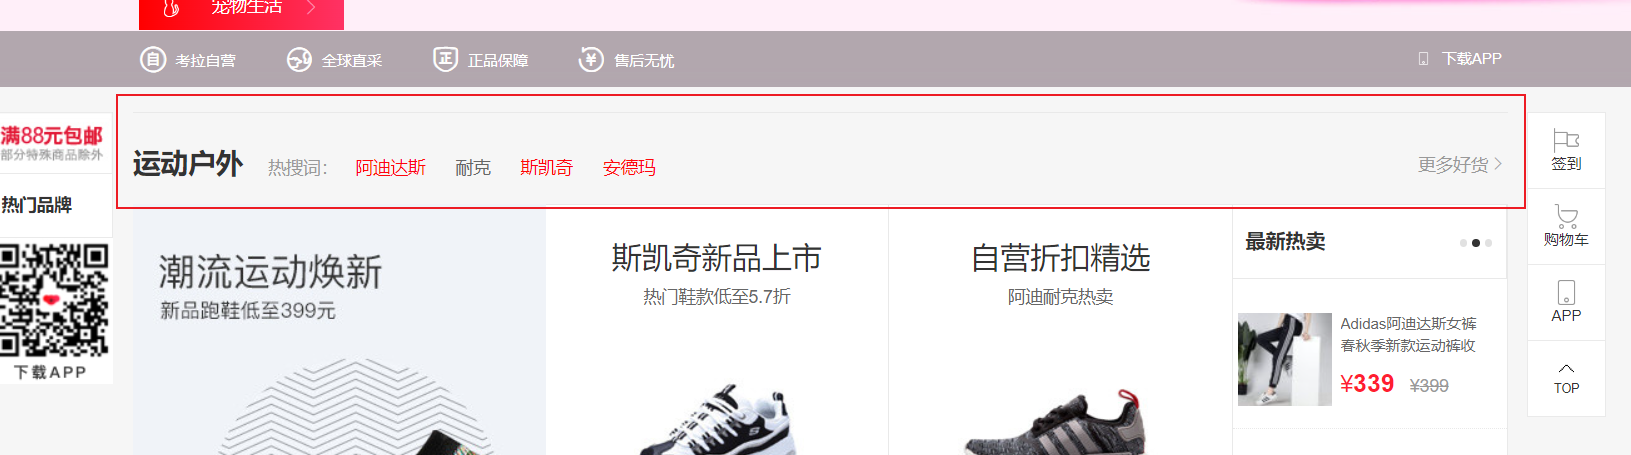 宠物生活
自 考拉自营
全球直采
正 正品保障
¥ 售后无忧
下载APP
满88元包邮
部分特殊商品除外
热门品牌
下载APP
运动户外 热搜词： 阿迪达斯 耐克 斯凯奇 安德玛
更多好货
潮流运动焕新
新品跑鞋低至399元
斯凯奇新品上市
热门鞋款低至5.7折
自营折扣精选
阿迪耐克热卖
最新热卖
Adidas阿迪达斯女裤
春秋季新款运动裤收
¥339 ¥399
签到
购物车
APP
TOP